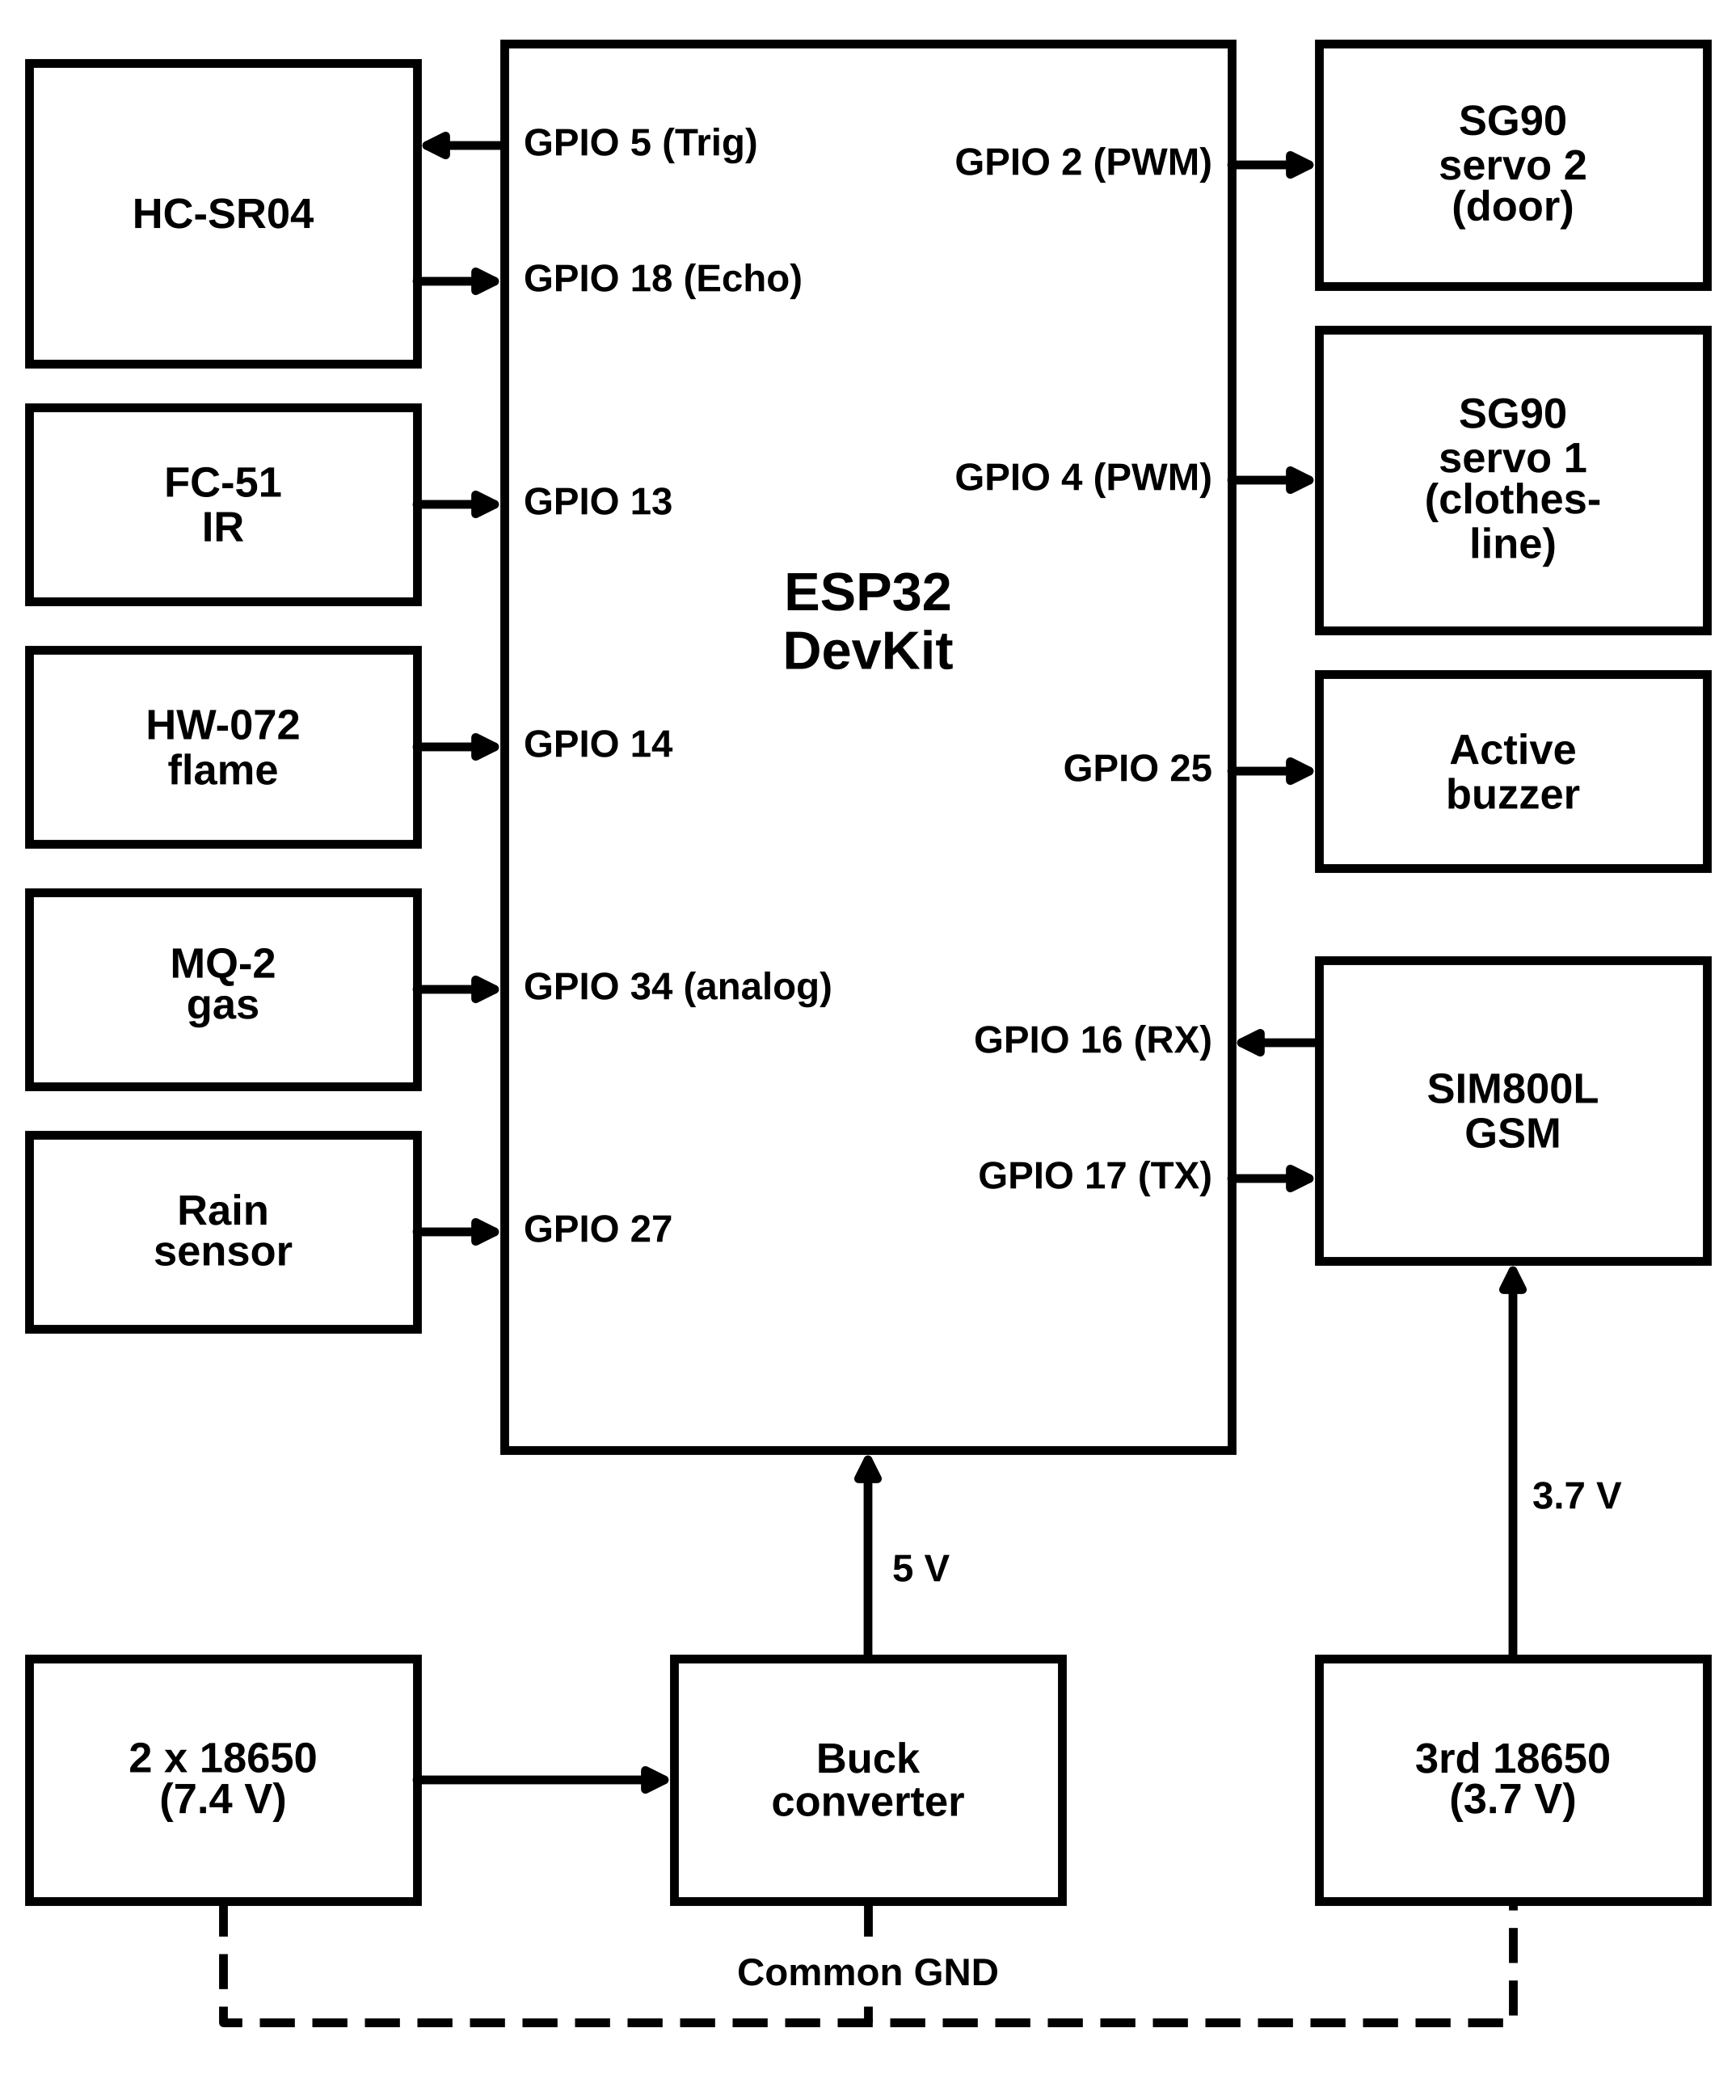 HC-SR04
GPIO 5 (Trig)
GPIO 18 (Echo)
FC-51
IR
GPIO 13
HW-072
flame
GPIO 14
MQ-2
gas
GPIO 34 (analog)
Rain
sensor
GPIO 27
ESP32
DevKit
GPIO 2 (PWM)
SG90
servo 2
(door)
GPIO 4 (PWM)
SG90
servo 1
(clothes-
line)
GPIO 25
Active
buzzer
GPIO 16 (RX)
GPIO 17 (TX)
SIM800L
GSM
5 V
3.7 V
2 x 18650
(7.4 V)
Buck
converter
3rd 18650
(3.7 V)
Common GND